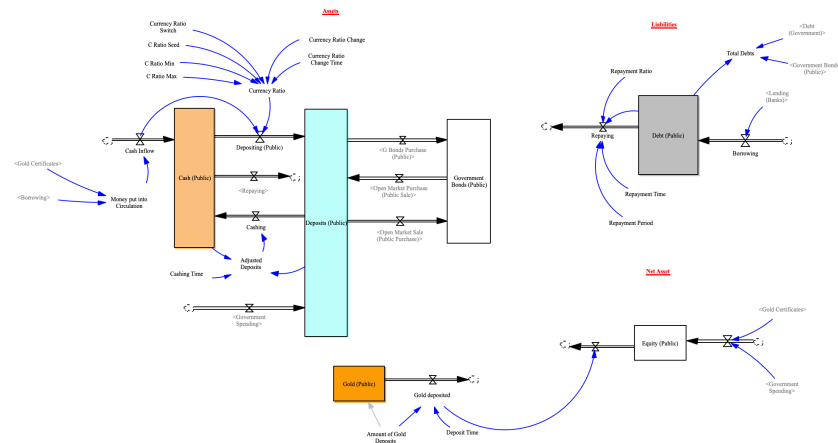 Assets
Currency Ratio
Switch
C Ratio Seed
C Ratio Min
C Ratio Max
Currency Ratio Change
Currency Ratio
Change Time
Currency Ratio
Cash Inflow
Depositing (Public)
<Gold Certificates>
<Borrowing>
Money put into
Circulation
Cash (Public)
<Repaying>
Cashing
Deposits (Public)
<G Bonds Purchase
(Public)>
<Open Market Purchase
(Public Sale)>
<Open Market Sale
(Public Purchase)>
Government
Bonds (Public)
Cashing Time
Adjusted
Deposits
<Government
Spending>
Gold (Public)
Gold deposited
Amount of Gold
Deposits
Deposit Time
Liabilities
<Debt
(Government)>
Total Debts
<Government Bonds
(Public)>
Repayment Ratio
<Lending
(Banks)>
Repaying
Debt (Public)
Borrowing
Repayment Time
Repayment Period
Net Asset
<Gold Certificates>
Equity (Public)
<Government
Spending>